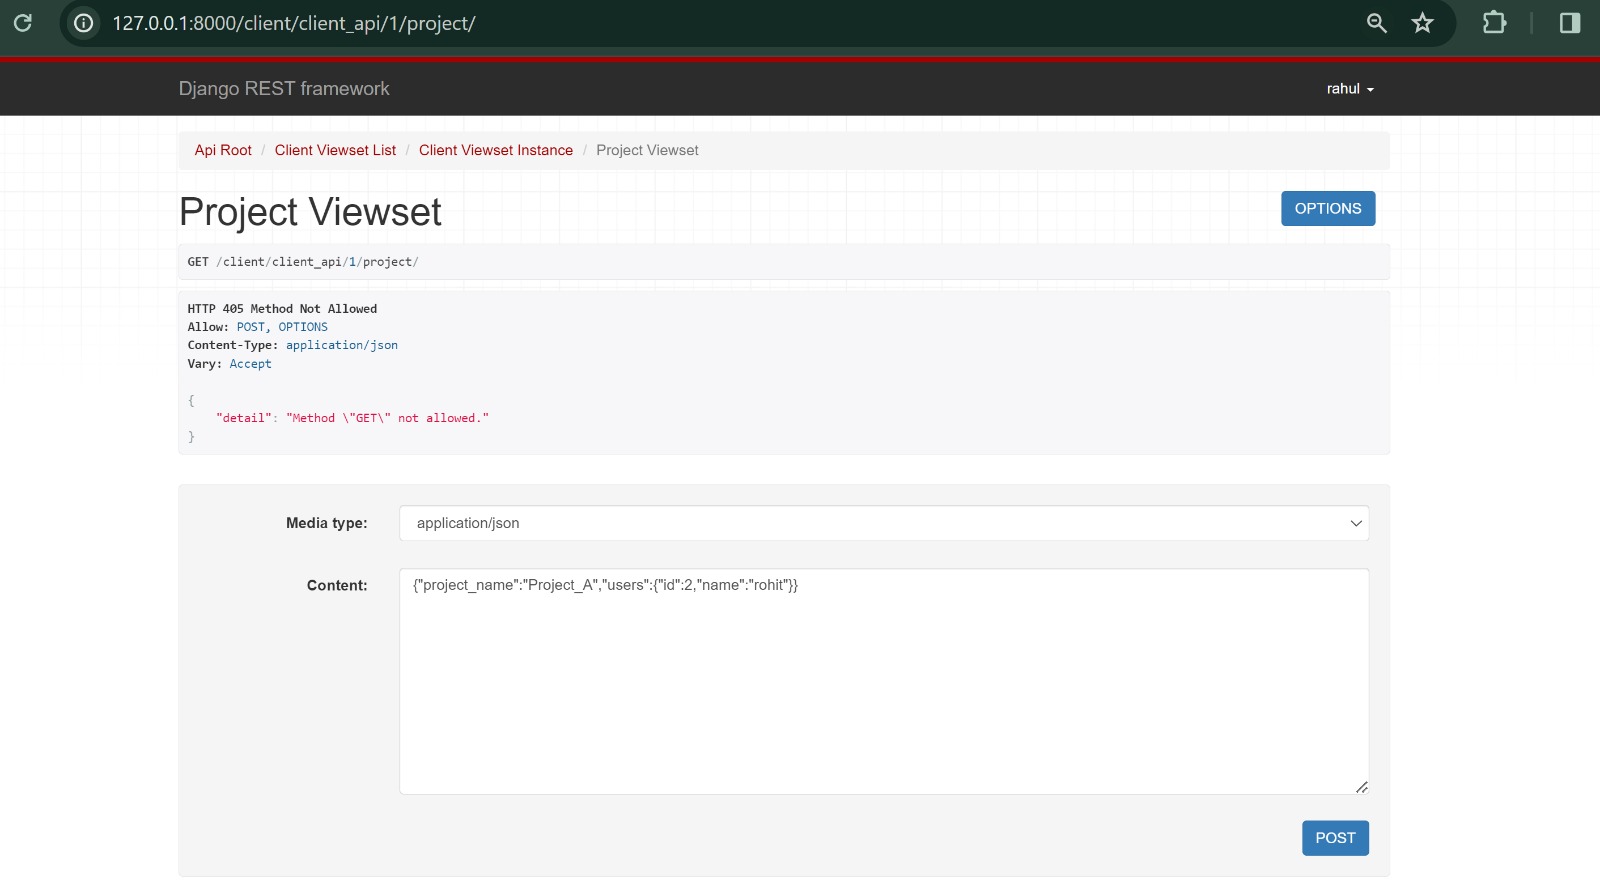 127.0.0.1:8000/client/client_api/1/project/
Django REST framework
rahul
Api Root / Client Viewset List / Client Viewset Instance / Project Viewset
Project Viewset
OPTIONS
GET /client/client_api/1/project/
HTTP 405 Method Not Allowed
Allow: POST, OPTIONS
Content-Type: application/json
Vary: Accept
{
"detail": "Method \"GET\" not allowed."
}
Media type:
application/json
Content:
{"project_name":"Project_A","users":{"id":2,"name":"rohit"}}
POST